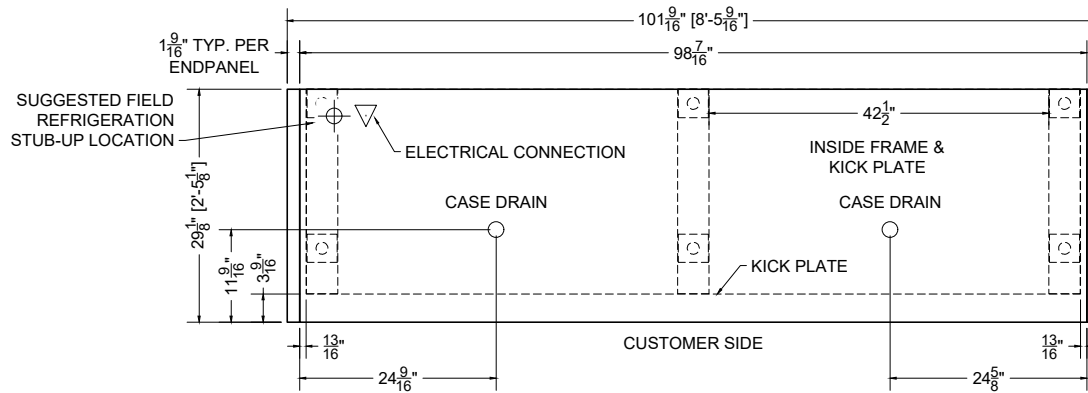 101 9/16" [8'-5 9/16"]
1 9/16" TYP. PER
ENDPANEL
98 7/16"
SUGGESTED FIELD
REFRIGERATION
STUB-UP LOCATION
42 1/2"
ELECTRICAL CONNECTION
INSIDE FRAME &
KICK PLATE
29 1/8" [2'-5 1/8"]
CASE DRAIN
CASE DRAIN
11 9/16"
3 9/16"
KICK PLATE
13/16"
CUSTOMER SIDE
13/16"
24 9/16"
24 5/8"